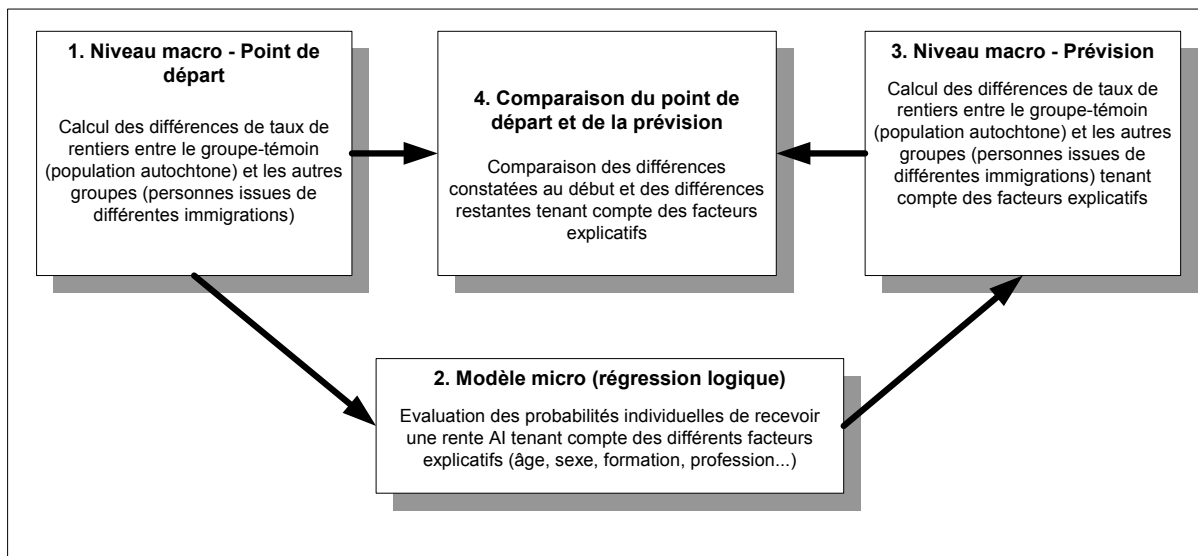 1. Niveau macro - Point de
départ
Calcul des différences de taux de
rentiers entre le groupe-témoin
(population autochtone) et les autres
groupes (personnes issues de
différentes immigrations)
4. Comparaison du point de
départ et de la prévision
Comparaison des différences
constatées au début et des différences
restantes tenant compte des facteurs
explicatifs
3. Niveau macro - Prévision
Calcul des différences de taux de
rentiers entre le groupe-témoin
(population autochtone) et les autres
groupes (personnes issues de
différentes immigrations) tenant
compte des facteurs explicatifs
2. Modèle micro (régression logique)
Evaluation des probabilités individuelles de recevoir
une rente AI tenant compte des différents facteurs
explicatifs (âge, sexe, formation, profession...)